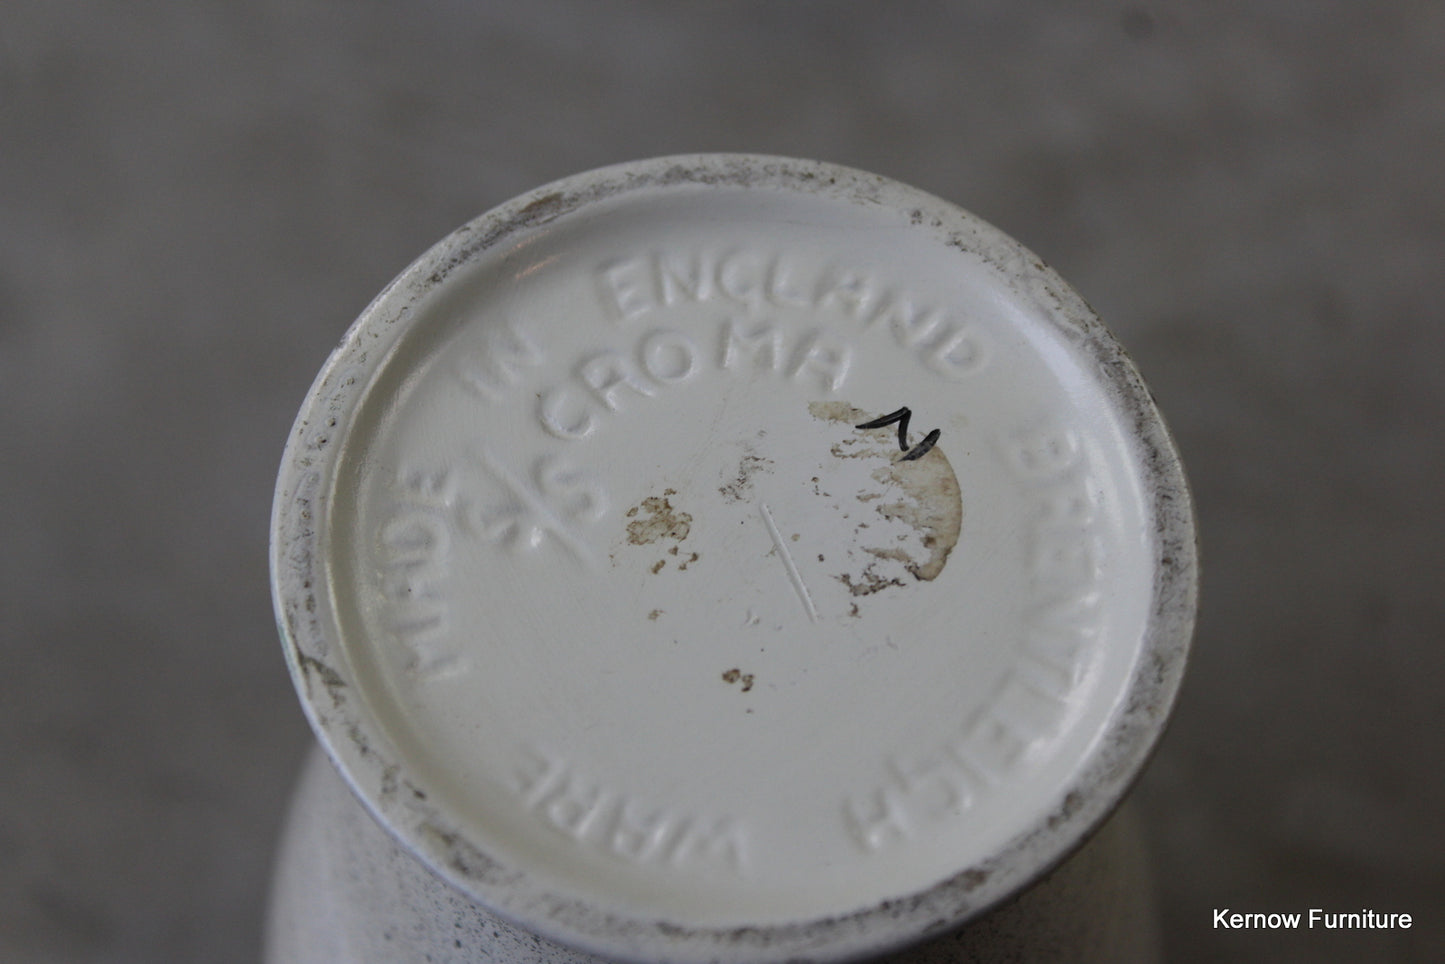 MADE IN ENGLAND
BRENTLEIGH
WARE
CROMA
S/S
Kernow Furniture